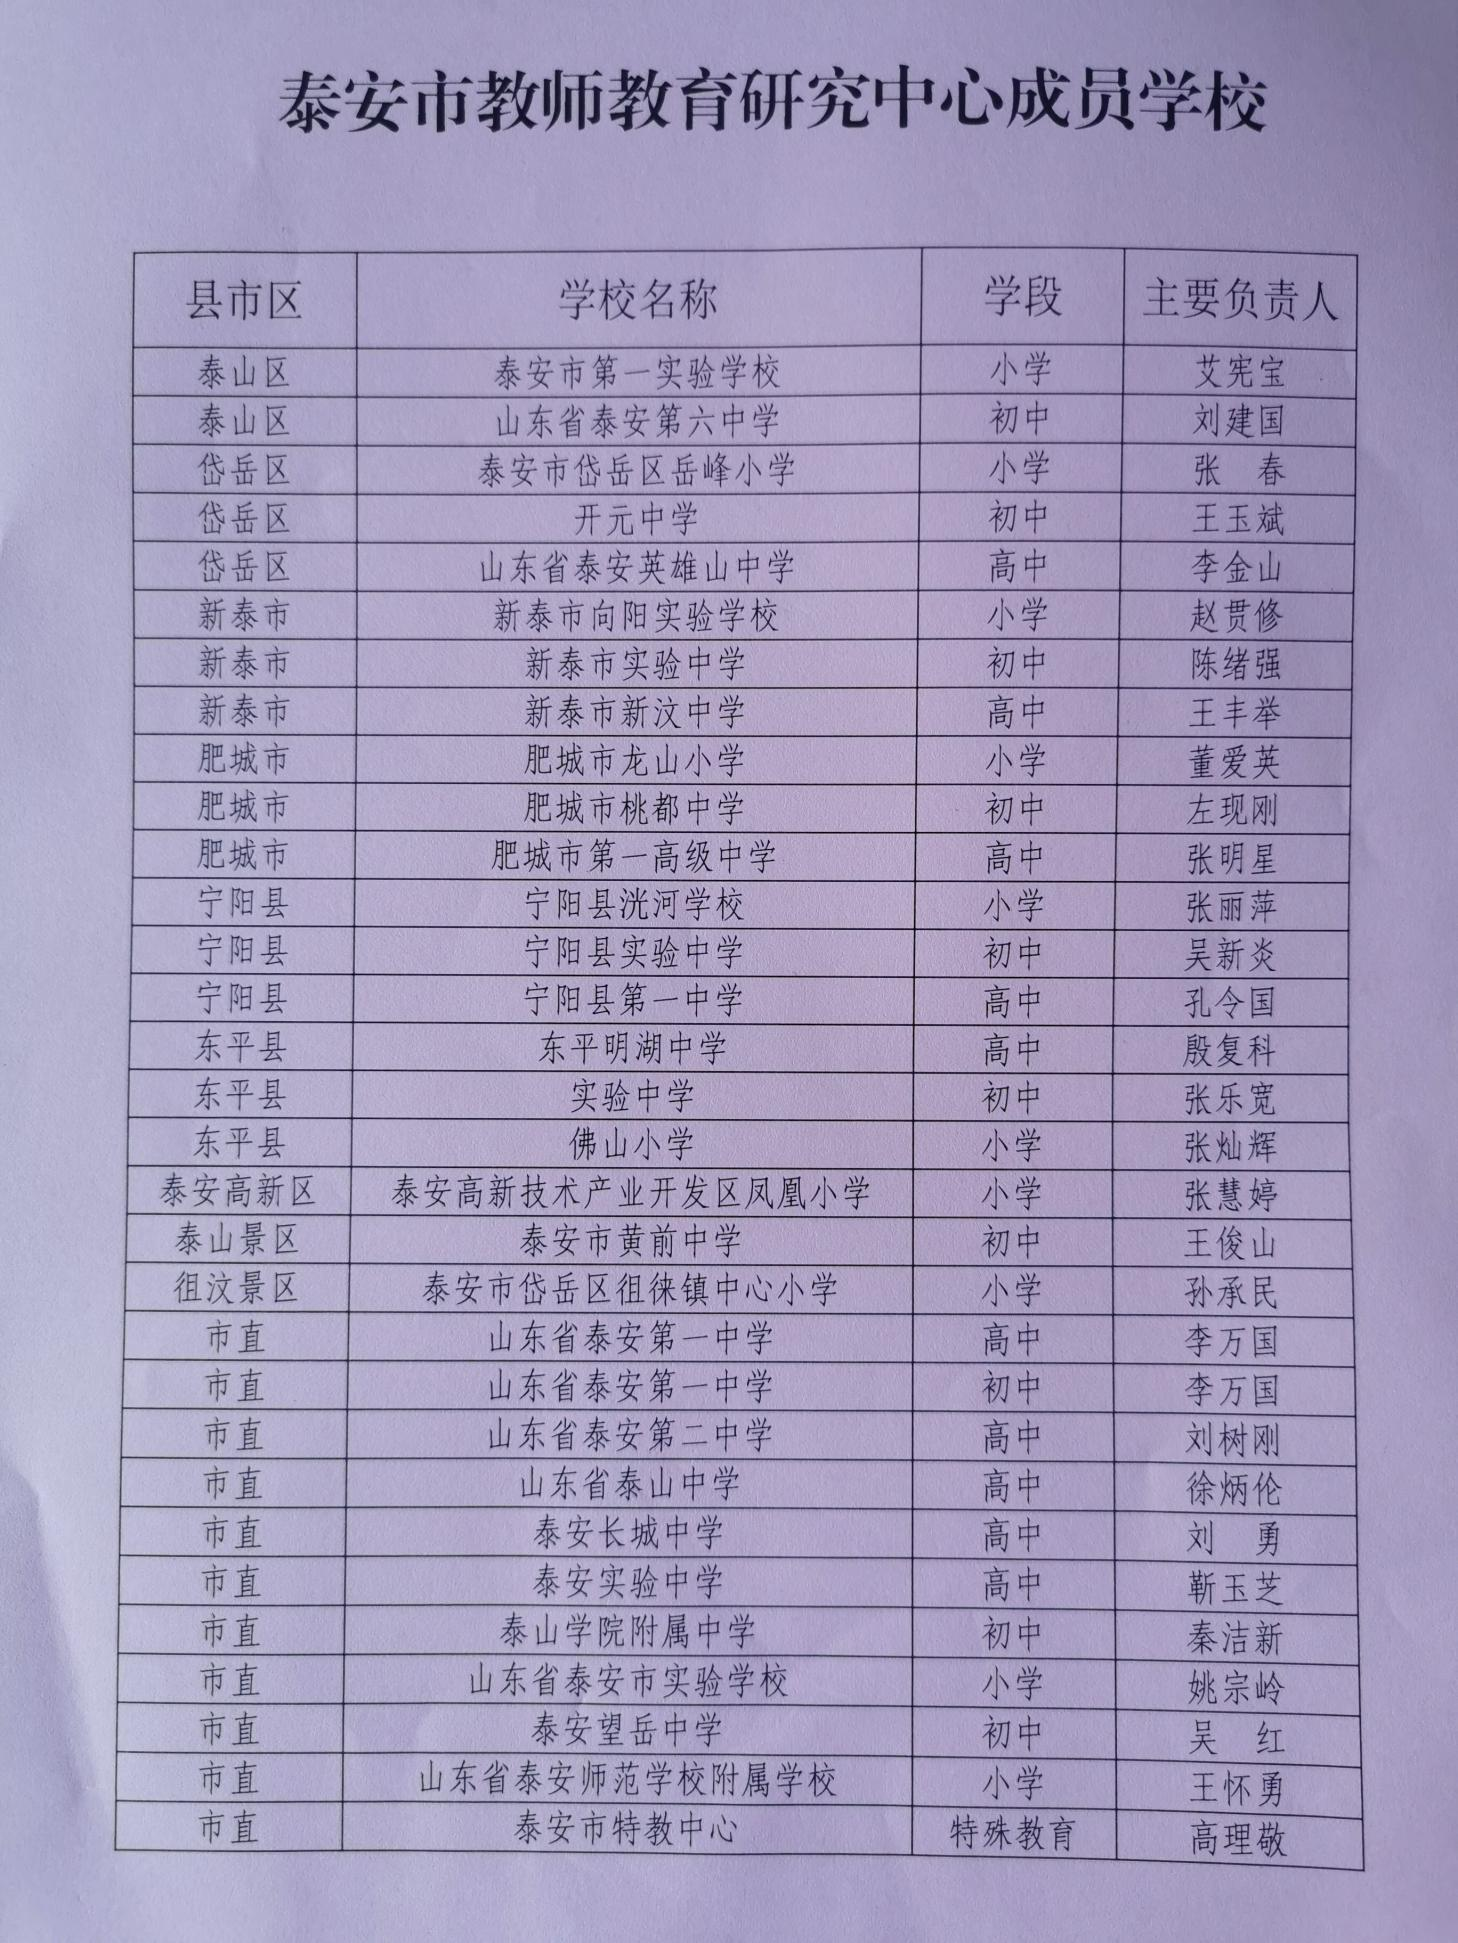 泰安市教师教育研究中心成员学校
县市区 学校名称 学段 主要负责人
泰山区 泰安市第一实验学校 小学 艾宪宝
泰山区 山东省泰安第六中学 初中 刘建国
岱岳区 泰安市岱岳区岳峰小学 小学 张 春
岱岳区 开元中学 初中 王玉斌
岱岳区 山东省泰安英雄山中学 高中 李金山
新泰市 新泰市向阳实验学校 小学 赵贯修
新泰市 新泰市实验中学 初中 陈绪强
新泰市 新泰市新汶中学 高中 王丰举
肥城市 肥城市龙山小学 小学 董爱英
肥城市 肥城市桃都中学 初中 左现刚
肥城市 肥城市第一高级中学 高中 张明星
宁阳县 宁阳县洸河学校 小学 张丽萍
宁阳县 宁阳县实验中学 初中 吴新炎
宁阳县 宁阳县第一中学 高中 孔令国
东平县 东平明湖中学 高中 殷复科
东平县 实验中学 初中 张乐宽
东平县 佛山小学 小学 张灿辉
泰安高新区 泰安高新技术产业开发区凤凰小学 小学 张慧婷
泰山景区 泰安市黄前中学 初中 王俊山
徂汶景区 泰安市岱岳区徂徕镇中心小学 小学 孙承民
市直 山东省泰安第一中学 高中 李万国
市直 山东省泰安第一中学 初中 李万国
市直 山东省泰安第二中学 高中 刘树刚
市直 山东省泰山中学 高中 徐炳伦
市直 泰安长城中学 高中 刘 勇
市直 泰安实验中学 高中 靳玉芝
市直 泰山学院附属中学 初中 秦洁新
市直 山东省泰安市实验学校 小学 姚宗岭
市直 泰安望岳中学 初中 吴 红
市直 山东省泰安师范学校附属学校 小学 王怀勇
市直 泰安市特教中心 特殊教育 高理敬